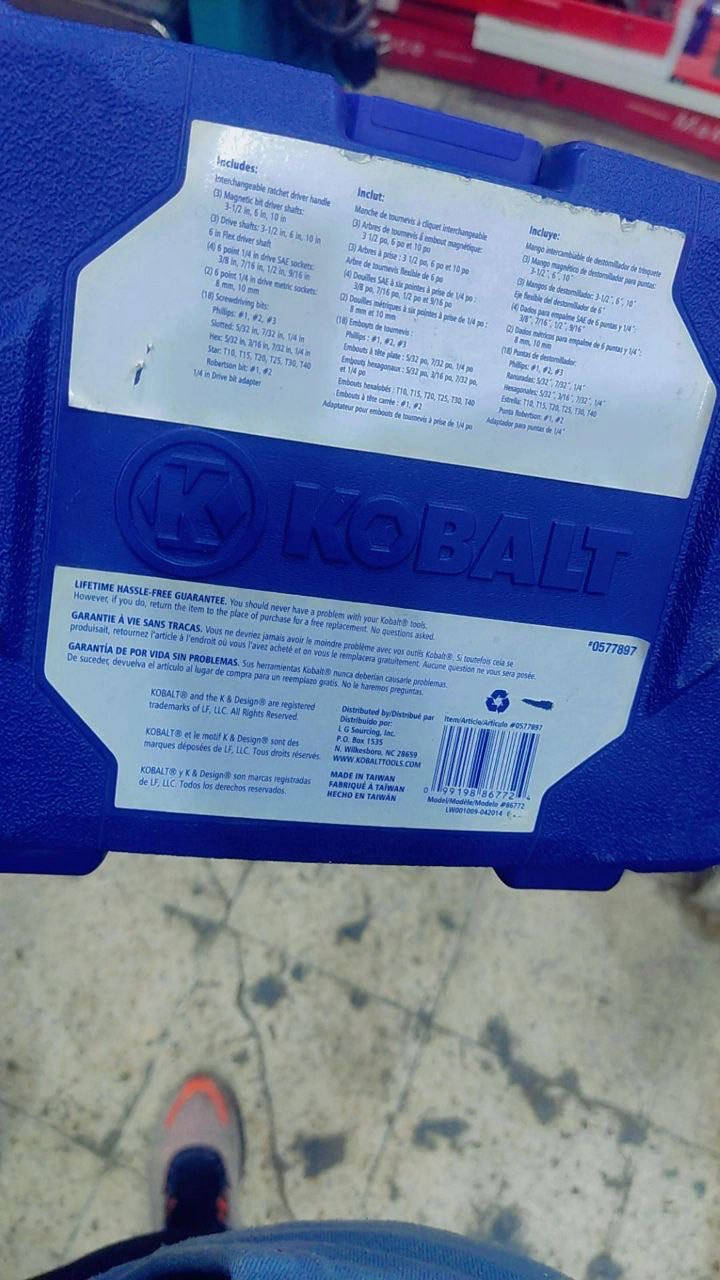 Includes:
Interchangeable ratchet driver handle
(3) Magnetic bit driver shafts:
3-1/2 in, 6 in, 10 in
(3) Drive shafts: 3-1/2 in, 6 in, 10 in
6 in Flex driver shaft
(4) 6 point 1/4 in drive SAE sockets:
3/8 in, 7/16 in, 1/2 in, 9/16 in
(2) 6 point 1/4 in drive metric sockets:
8 mm, 10 mm
(18) Screwdriving bits:
Phillips: #1, #2, #3
Slotted: 5/32 in, 7/32 in, 1/4 in
Hex: 5/32 in, 3/16 in, 7/32 in, 1/4 in
Star: T10, T15, T20, T25, T30, T40
Robertson bit: #1, #2
1/4 in Drive bit adapter
Inclut:
Manche de tournevis à cliquet interchangeable
(3) Arbres de tournevis à embout magnétique:
3 1/2 po, 6 po et 10 po
(3) Arbres à prise : 3 1/2 po, 6 po et 10 po
Arbre de tournevis flexible de 6 po
(4) Douilles SAE à six pointes à prise de 1/4 po :
3/8 po, 7/16 po, 1/2 po et 9/16 po
(2) Douilles métriques à six pointes à prise de 1/4 po :
8 mm et 10 mm
(18) Embouts de tournevis :
Phillips : #1, #2, #3
Embouts à tête plate : 5/32 po, 7/32 po, 1/4 po
Embouts hexagonaux : 5/32 po, 3/16 po, 7/32 po,
et 1/4 po
Embouts hexalobés : T10, T15, T20, T25, T30, T40
Embouts à tête carrée : #1, #2
Adaptateur pour embouts de tournevis à prise de 1/4 po
Incluye:
Mango intercambiable de destornillador de trinquete
(3) Mango magnético de destornillador para puntas:
3-1/2", 6", 10"
(3) Mangos de destornillador: 3-1/2", 6", 10"
Eje flexible del destornillador de 6"
(4) Dados para empalme SAE de 6 puntas y 1/4":
3/8", 7/16", 1/2", 9/16"
(2) Dados métricos para empalme de 6 puntas y 1/4":
8 mm, 10 mm
(18) Puntas de destornillador:
Phillips: #1, #2, #3
Ranuradas: 5/32", 7/32", 1/4"
Hexagonales: 5/32", 3/16", 7/32", 1/4"
Estrella: T10, T15, T20, T25, T30, T40
Punta Robertson: #1, #2
Adaptador para puntas de 1/4"
K KOBALT
LIFETIME HASSLE-FREE GUARANTEE. You should never have a problem with your Kobalt® tools.
However, if you do, return the item to the place of purchase for a free replacement. No questions asked.
GARANTIE À VIE SANS TRACAS. Vous ne devriez jamais avoir le moindre problème avec vos outils Kobalt®. Si toutefois cela se
produisait, retournez l'article à l'endroit où vous l'avez acheté et on vous le remplacera gratuitement. Aucune question ne vous sera posée.
GARANTÍA DE POR VIDA SIN PROBLEMAS. Sus herramientas Kobalt® nunca deberían causarle problemas.
De suceder, devuelva el artículo al lugar de compra para un reemplazo gratis. No le haremos preguntas.
#0577897
KOBALT® and the K & Design® are registered
trademarks of LF, LLC. All Rights Reserved.
KOBALT® et le motif K & Design® sont des
marques déposées de LF, LLC. Tous droits réservés.
KOBALT® y K & Design® son marcas registradas
de LF, LLC. Todos los derechos reservados.
Distributed by/Distribué par
Distribuido por:
L G Sourcing, Inc.
P.O. Box 1535
N. Wilkesboro, NC 28659
WWW.KOBALTTOOLS.COM
MADE IN TAIWAN
FABRIQUÉ À TAÏWAN
HECHO EN TAIWÁN
Item/Article/Artículo #0577897
0 99198 86772 4
Model/Modèle/Modelo #86772
LW001009-042014